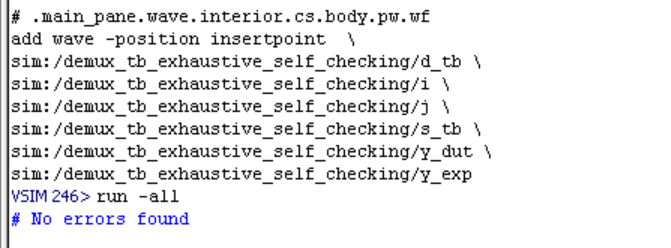 # .main_pane.wave.interior.cs.body.pw.wf
add wave -position insertpoint  \
sim:/demux_tb_exhaustive_self_checking/d_tb \
sim:/demux_tb_exhaustive_self_checking/i \
sim:/demux_tb_exhaustive_self_checking/j \
sim:/demux_tb_exhaustive_self_checking/s_tb \
sim:/demux_tb_exhaustive_self_checking/y_dut \
sim:/demux_tb_exhaustive_self_checking/y_exp
VSIM 246> run -all
# No errors found